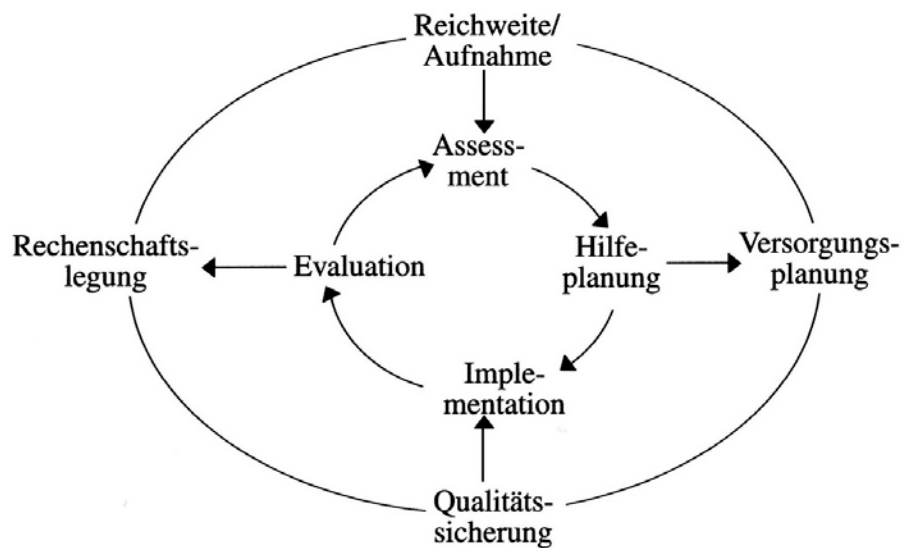 Reichweite/
Aufnahme
Assess-
ment
Rechenschafts-
legung
Evaluation
Hilfe-
planung
Versorgungs-
planung
Imple-
mentation
Qualitäts-
sicherung